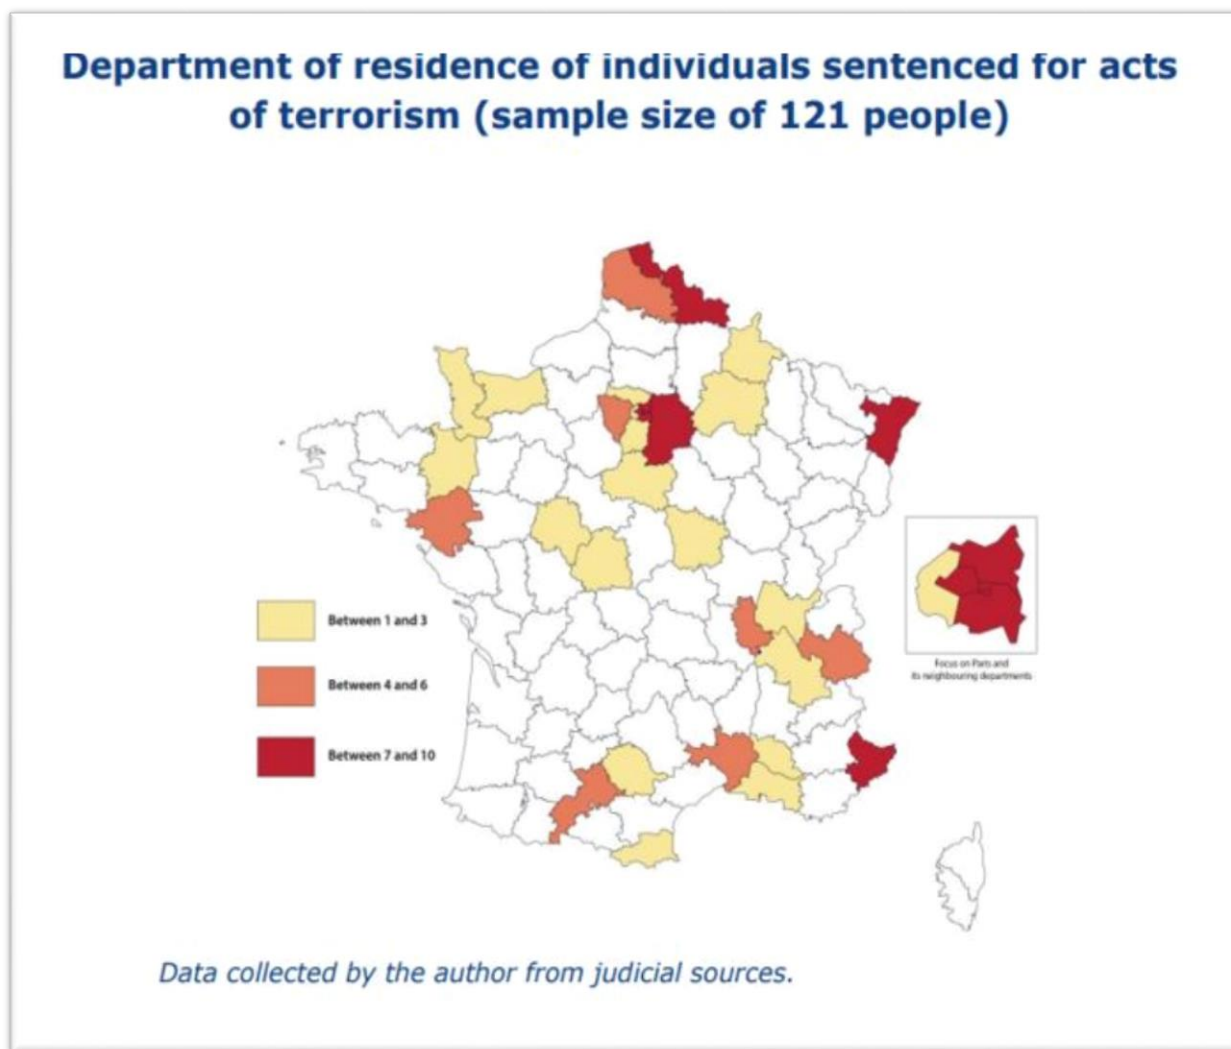 Department of residence of individuals sentenced for acts
of terrorism (sample size of 121 people)
Between 1 and 3
Between 4 and 6
Between 7 and 10
Focus on Paris and
its neighbouring departments
Data collected by the author from judicial sources.